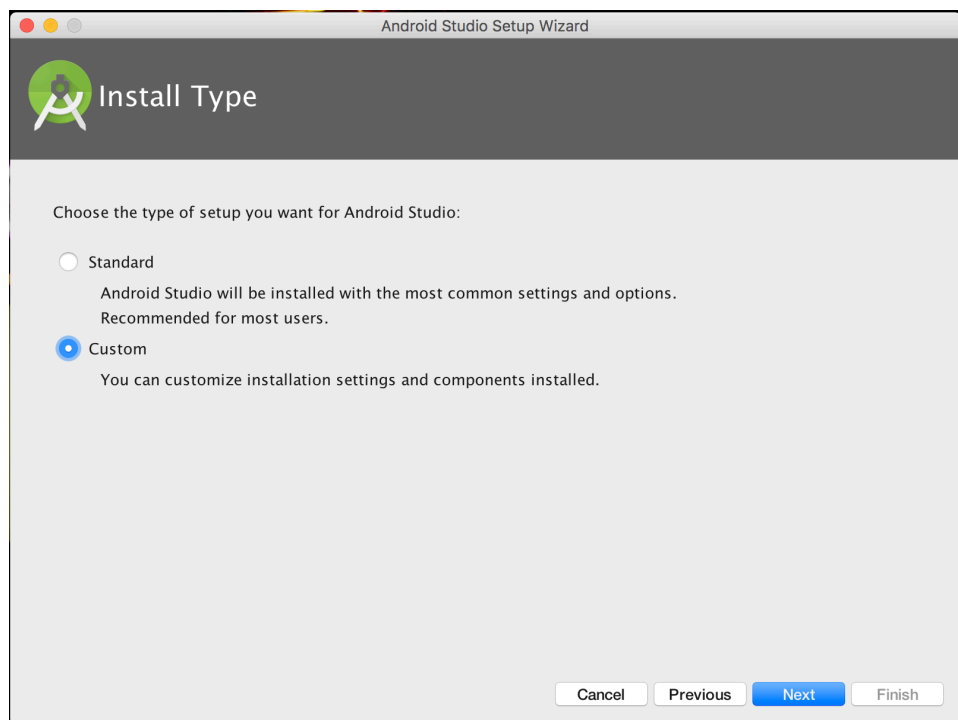 Android Studio Setup Wizard
Install Type
Choose the type of setup you want for Android Studio:
Standard
Android Studio will be installed with the most common settings and options.
Recommended for most users.
Custom
You can customize installation settings and components installed.
Cancel Previous Next Finish